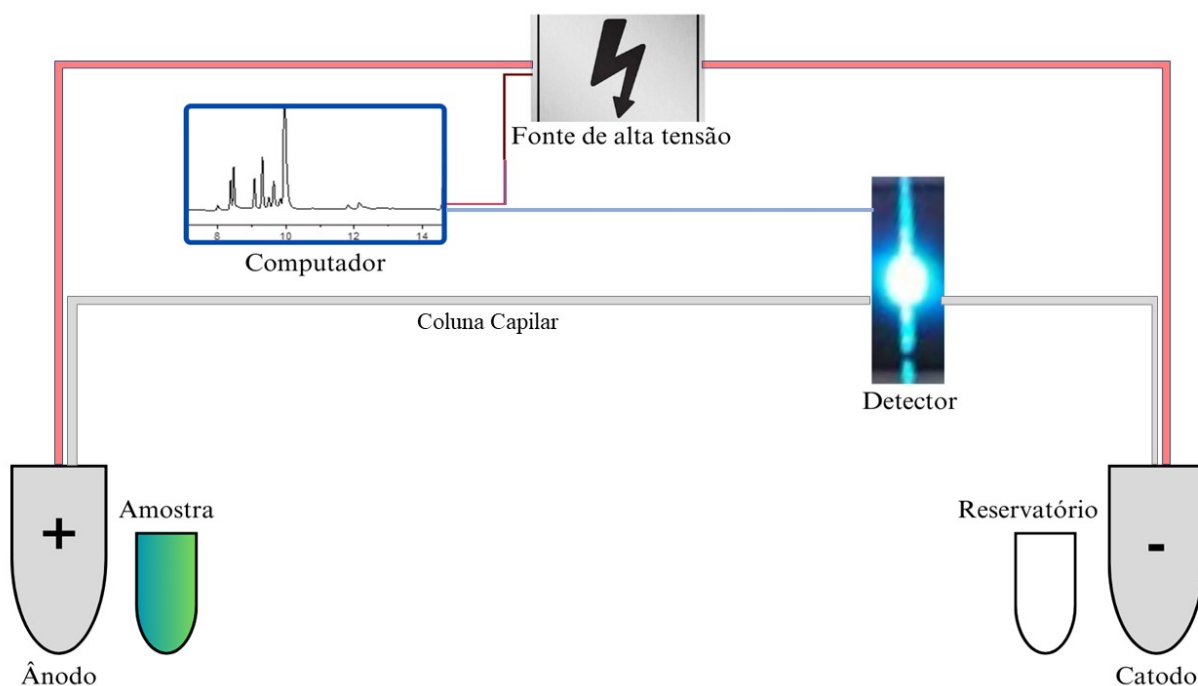 Fonte de alta tensão
8 10 12 14
Computador
Coluna Capilar
Detector
Amostra
Reservatório
+
-
Ânodo
Catodo